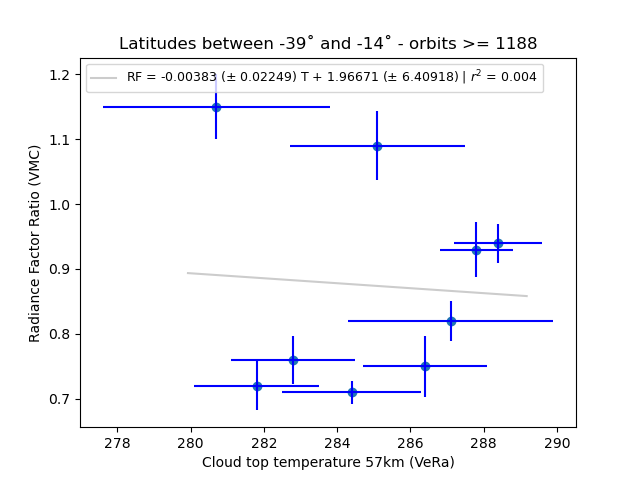 Latitudes between -39˚ and -14˚ - orbits >= 1188
RF = -0.00383 (± 0.02249) T + 1.96671 (± 6.40918) | r² = 0.004
1.2
1.1
1.0
0.9
0.8
0.7
Radiance Factor Ratio (VMC)
278 280 282 284 286 288 290
Cloud top temperature 57km (VeRa)